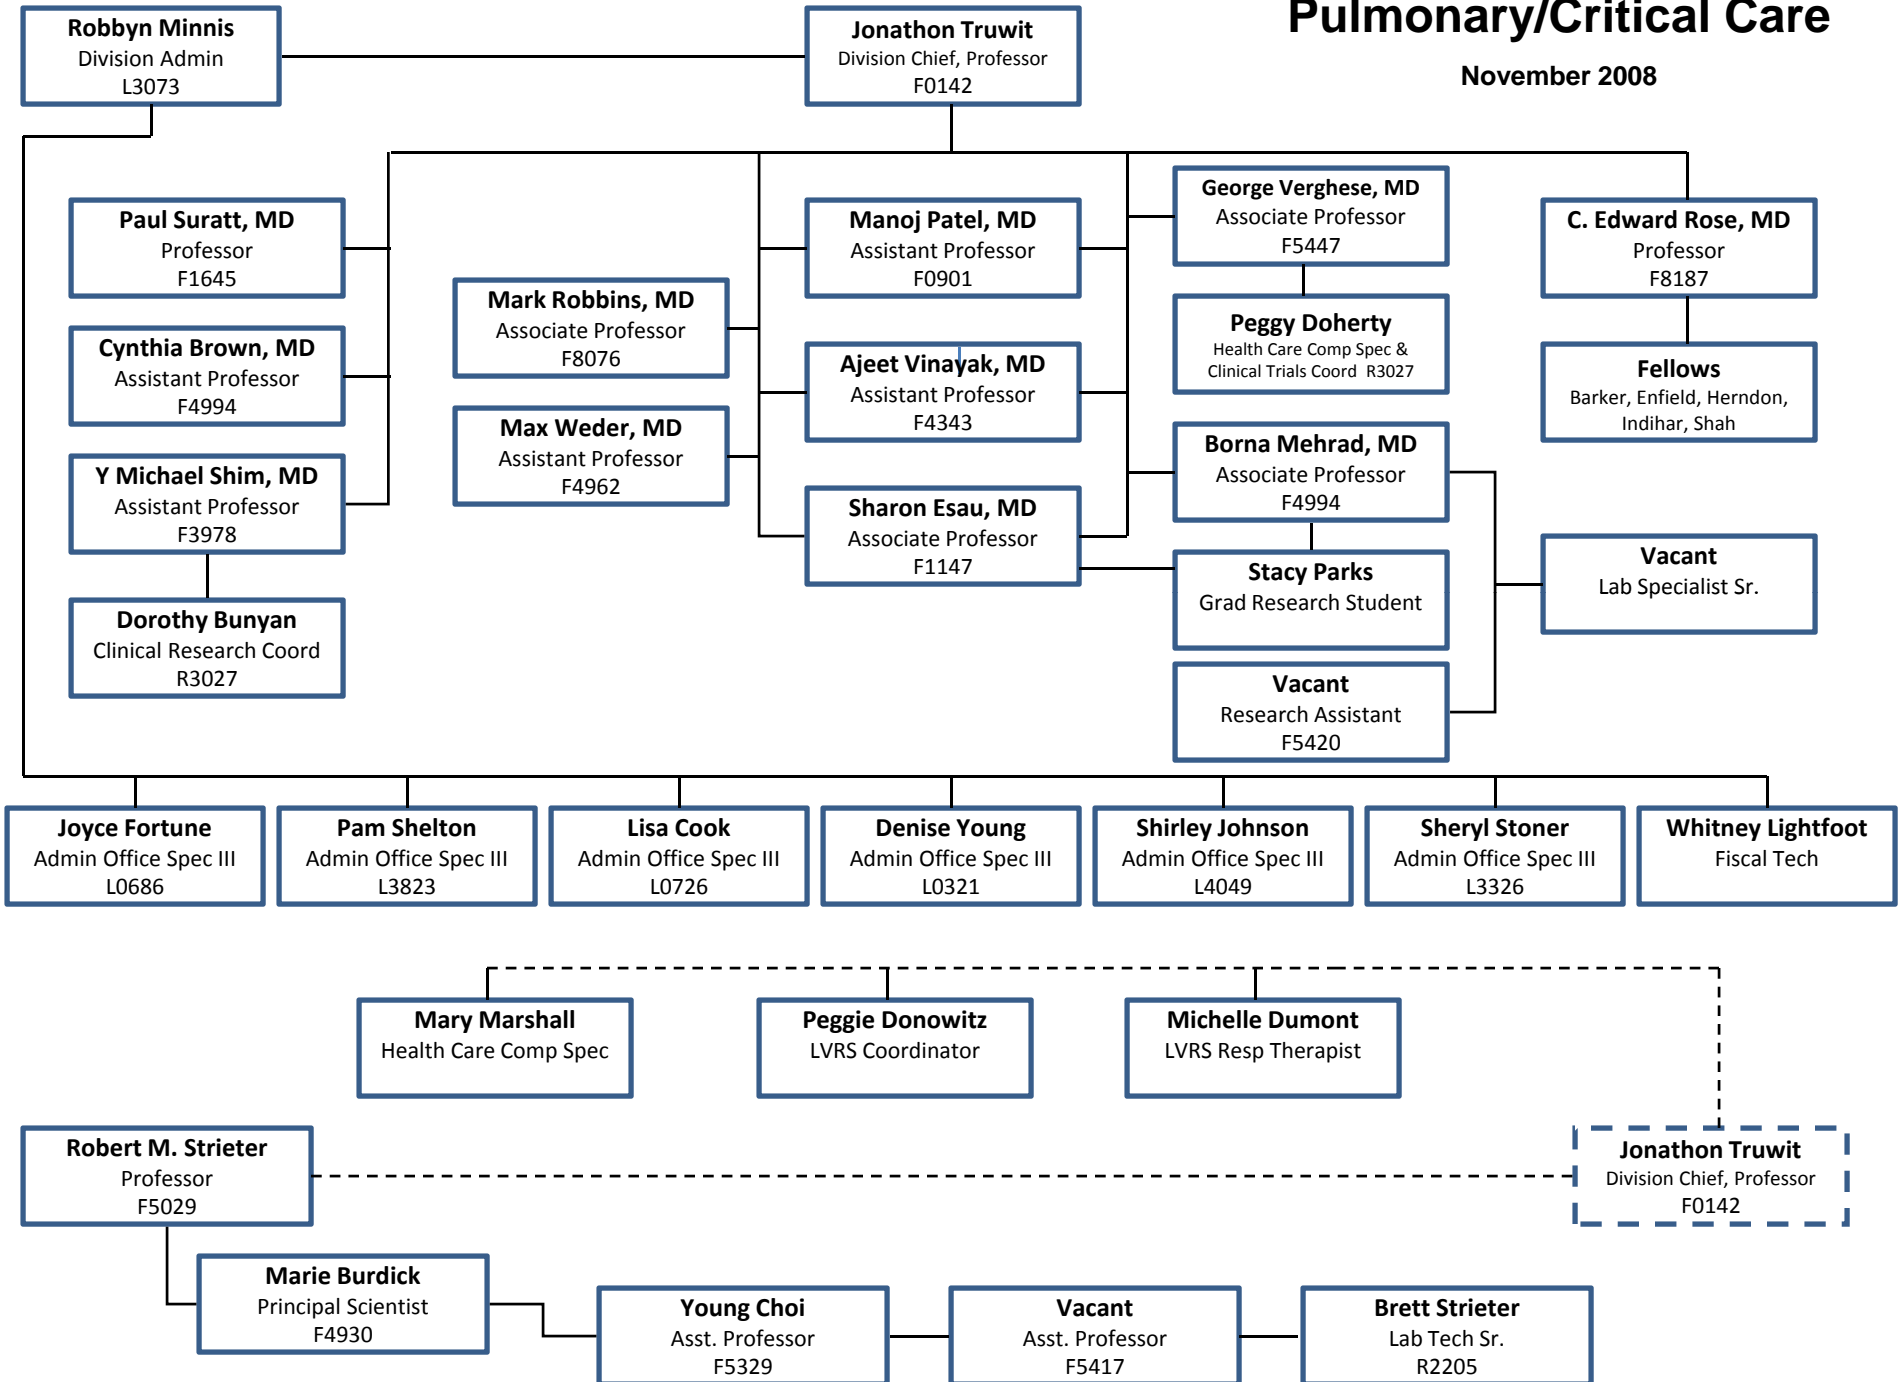 Pulmonary/Critical Care
November 2008
Robbyn Minnis
Division Admin
L3073
Jonathon Truwit
Division Chief, Professor
F0142
Paul Suratt, MD
Professor
F1645
Cynthia Brown, MD
Assistant Professor
F4994
Y Michael Shim, MD
Assistant Professor
F3978
Dorothy Bunyan
Clinical Research Coord
R3027
Mark Robbins, MD
Associate Professor
F8076
Max Weder, MD
Assistant Professor
F4962
Manoj Patel, MD
Assistant Professor
F0901
Ajeet Vinayak, MD
Assistant Professor
F4343
Sharon Esau, MD
Associate Professor
F1147
George Verghese, MD
Associate Professor
F5447
Peggy Doherty
Health Care Comp Spec &
Clinical Trials Coord R3027
Borna Mehrad, MD
Associate Professor
F4994
Stacy Parks
Grad Research Student
Vacant
Research Assistant
F5420
C. Edward Rose, MD
Professor
F8187
Fellows
Barker, Enfield, Herndon,
Indihar, Shah
Vacant
Lab Specialist Sr.
Joyce Fortune
Admin Office Spec III
L0686
Pam Shelton
Admin Office Spec III
L3823
Lisa Cook
Admin Office Spec III
L0726
Denise Young
Admin Office Spec III
L0321
Shirley Johnson
Admin Office Spec III
L4049
Sheryl Stoner
Admin Office Spec III
L3326
Whitney Lightfoot
Fiscal Tech
Mary Marshall
Health Care Comp Spec
Peggie Donowitz
LVRS Coordinator
Michelle Dumont
LVRS Resp Therapist
Robert M. Strieter
Professor
F5029
Jonathon Truwit
Division Chief, Professor
F0142
Marie Burdick
Principal Scientist
F4930
Young Choi
Asst. Professor
F5329
Vacant
Asst. Professor
F5417
Brett Strieter
Lab Tech Sr.
R2205